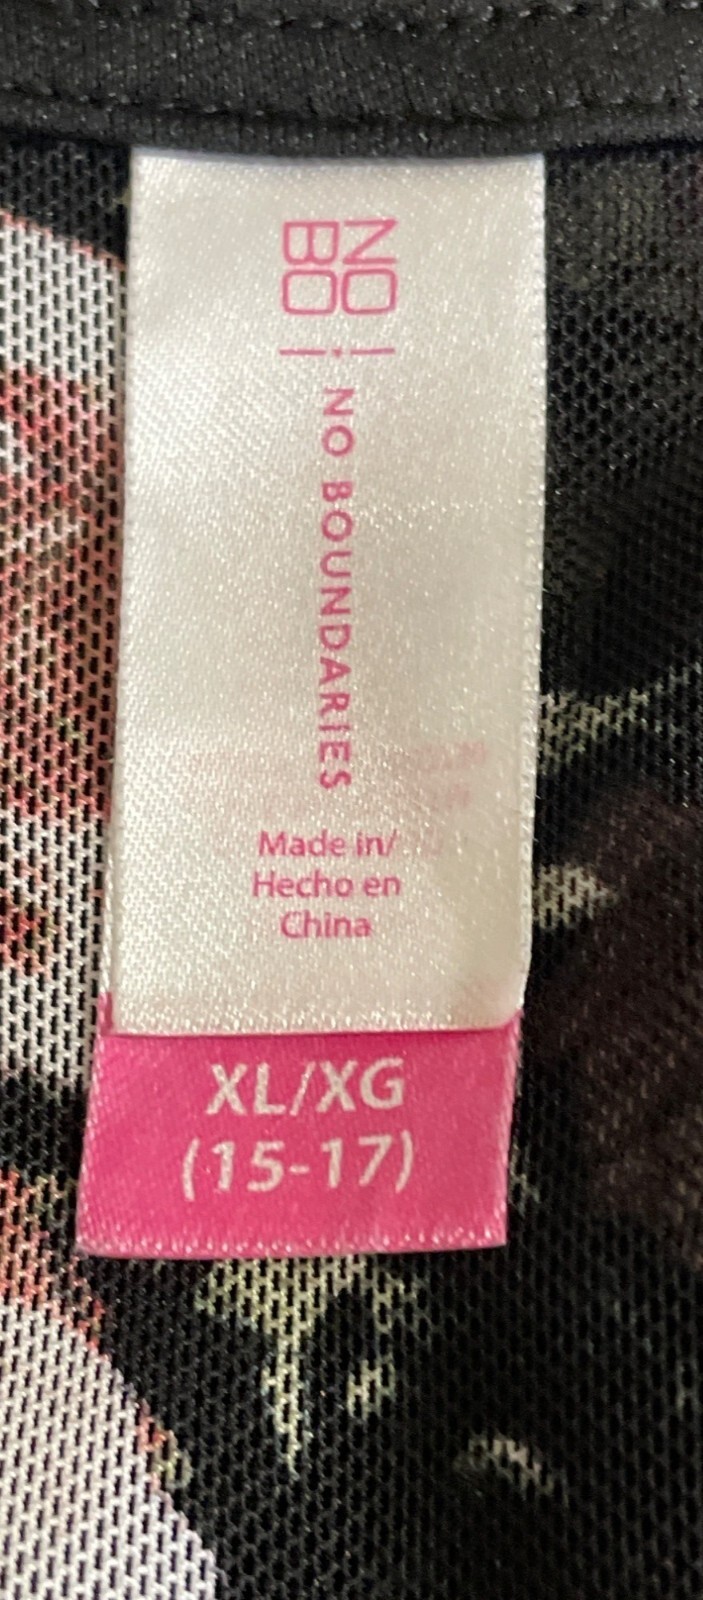 NO
BO
NO BOUNDARIES
Made in/
Hecho en
China
XL/XG
(15-17)